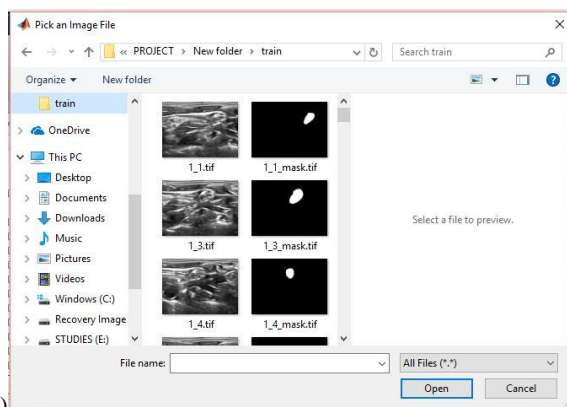 Pick an Image File
« PROJECT > New folder > train
Search train
Organize
New folder
train
OneDrive
This PC
Desktop
Documents
Downloads
Music
Pictures
Videos
Windows (C:)
Recovery Image
STUDIES (E:)
1_1.tif 1_1_mask.tif
1_3.tif 1_3_mask.tif
1_4.tif 1_4_mask.tif
Select a file to preview.
File name:
All Files (*.*)
Open Cancel
)